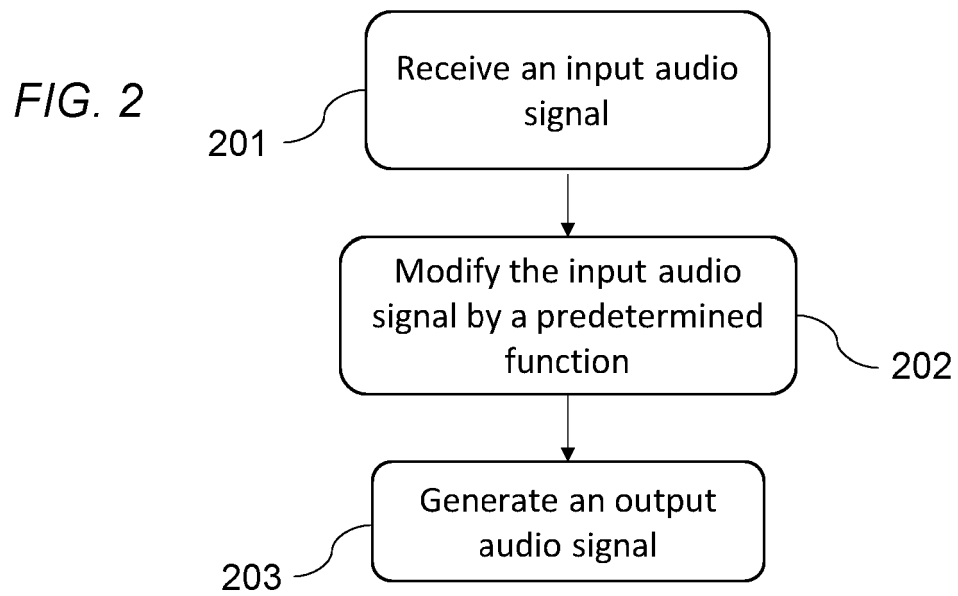 FIG. 2
Receive an input audio
signal
201
Modify the input audio
signal by a predetermined
function
202
Generate an output
audio signal
203